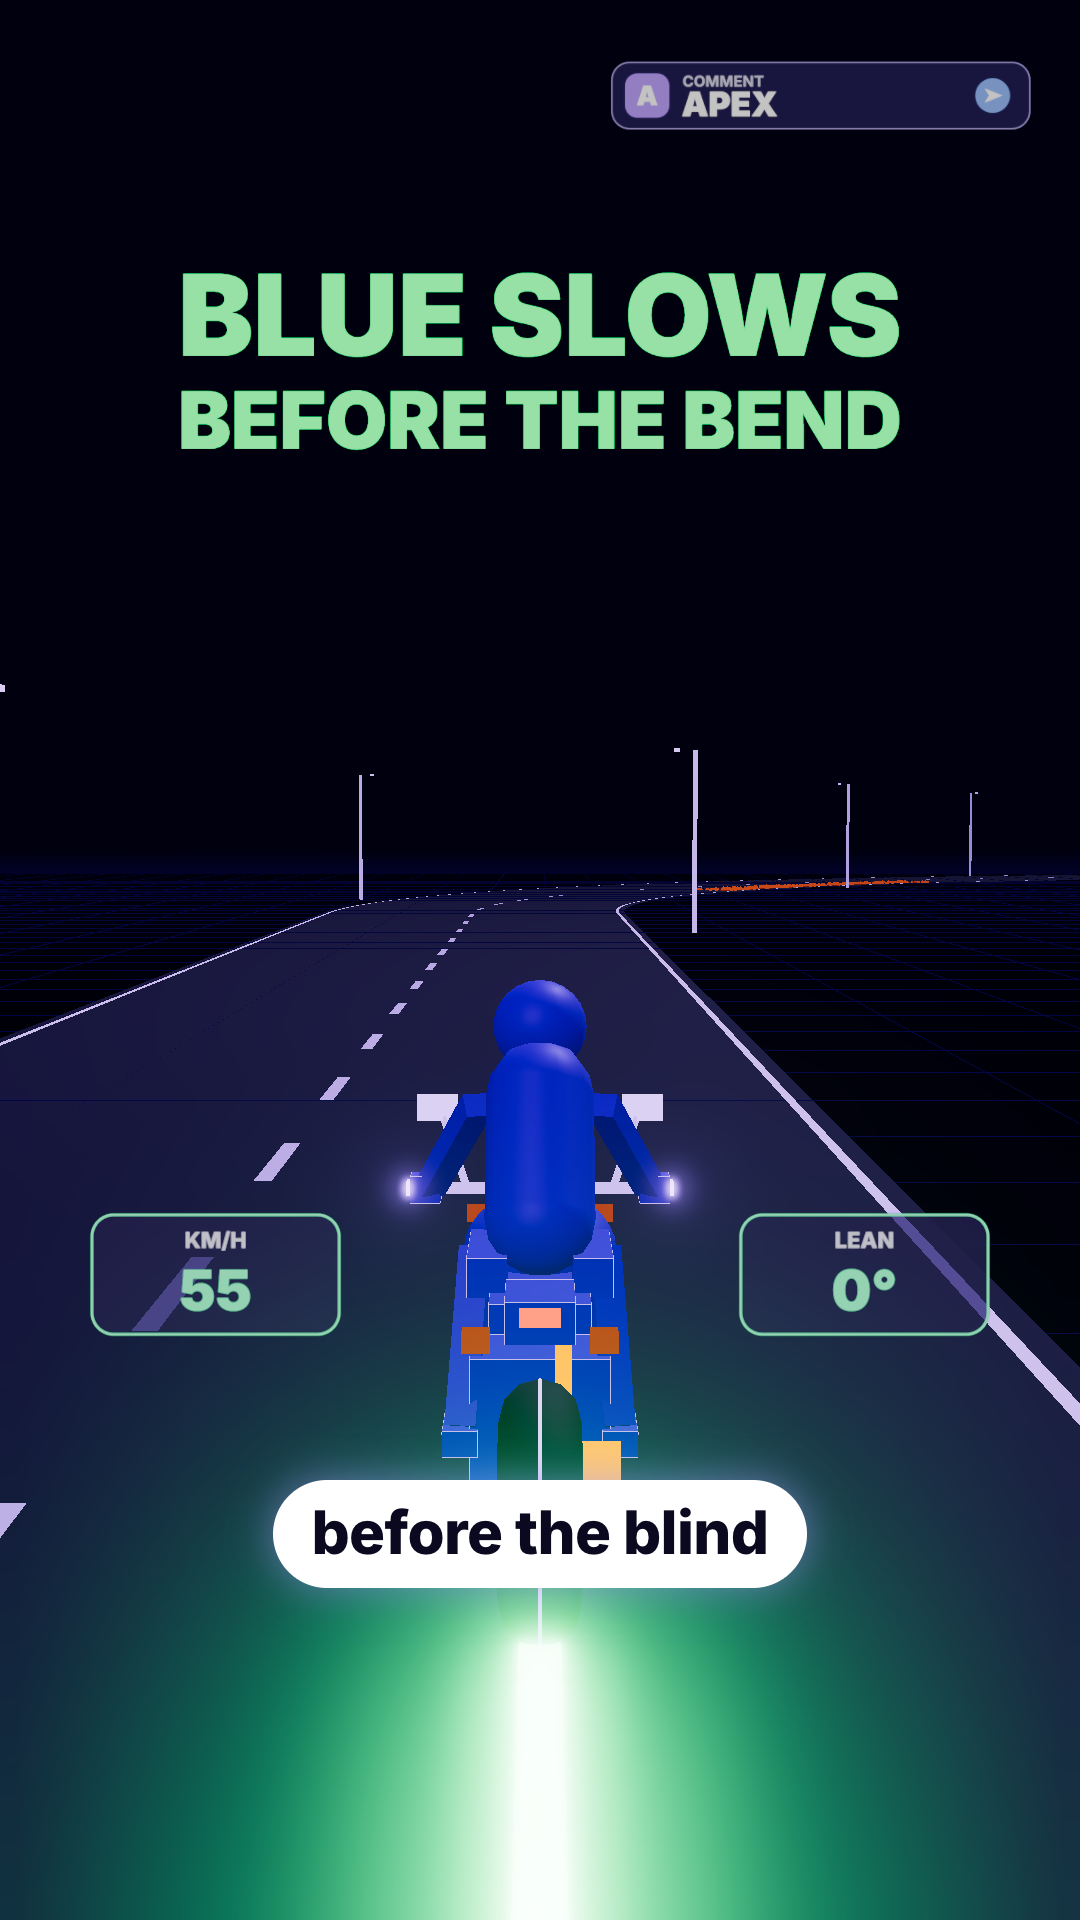 A
COMMENT
APEX
BLUE SLOWS
BEFORE THE BEND
KM/H
55
LEAN
0°
before the blind